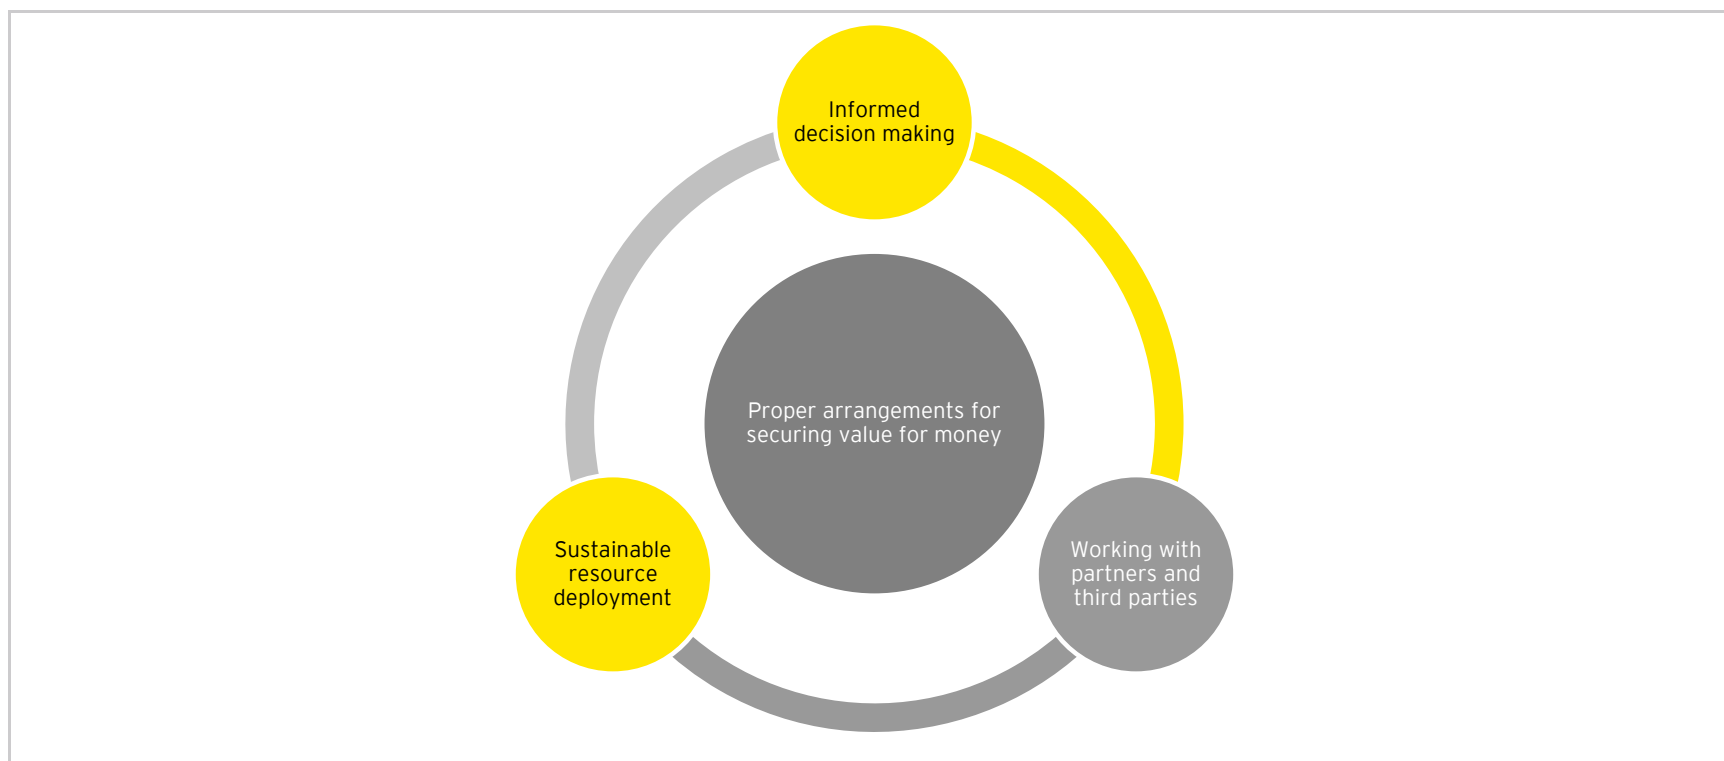 Informed
decision making
Proper arrangements for
securing value for money
Sustainable
resource
deployment
Working with
partners and
third parties